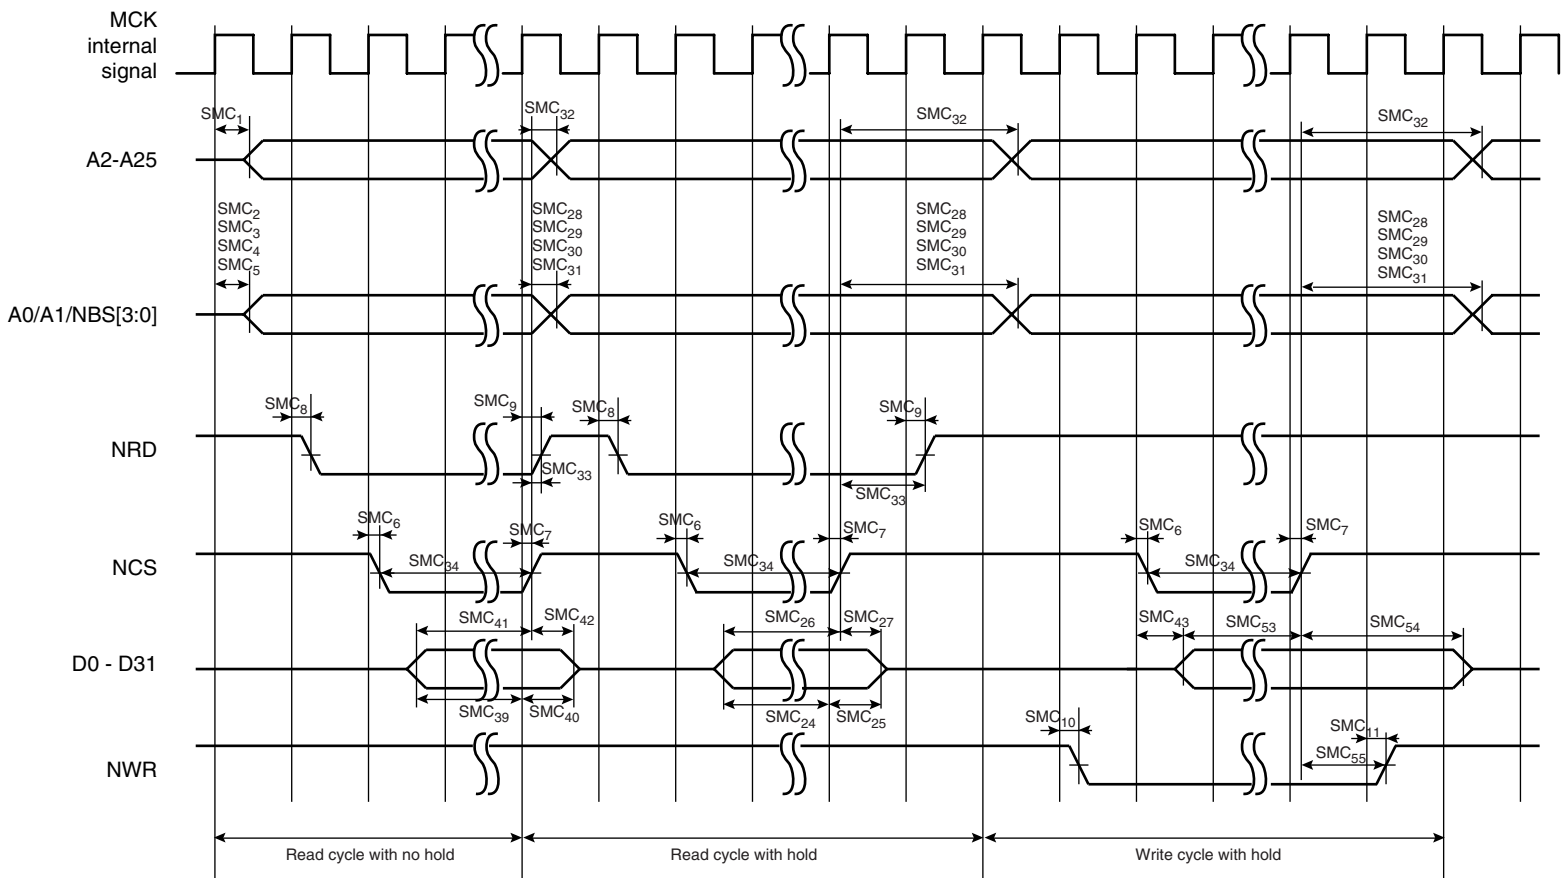 MCK
internal
signal
SMC1
SMC32
SMC32
SMC32
A2-A25
SMC2
SMC3
SMC4
SMC5
SMC28
SMC29
SMC30
SMC31
SMC28
SMC29
SMC30
SMC31
SMC28
SMC29
SMC30
SMC31
A0/A1/NBS[3:0]
SMC8
SMC9
SMC8
SMC9
NRD
SMC33
SMC33
SMC6
SMC7
SMC6
SMC7
SMC6
SMC7
NCS
SMC34
SMC34
SMC34
SMC41
SMC42
SMC26
SMC27
SMC43
SMC53
SMC54
D0 - D31
SMC39
SMC40
SMC24
SMC25
SMC10
SMC11
SMC55
NWR
Read cycle with no hold
Read cycle with hold
Write cycle with hold